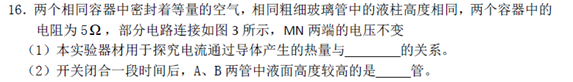 16．两个相同容器中密封着等量的空气，相同粗细玻璃管中的液柱高度相同，两个容器中的
电阻为5Ω，部分电路连接如图3所示，MN 两端的电压不变
（1）本实验器材用于探究电流通过导体产生的热量与________的关系。
（2）开关闭合一段时间后，A、B 两管中液面高度较高的是_____管。